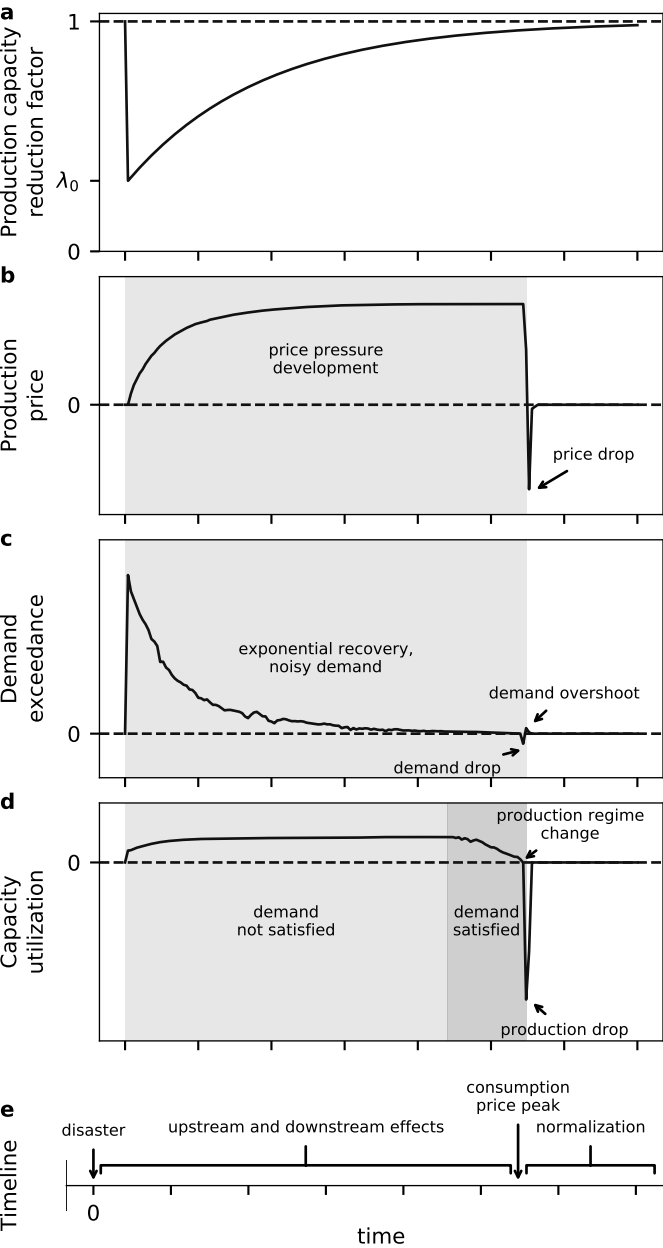 a
Production capacity
reduction factor
1
λ0
0
b
Production
price
0
price pressure
development
price drop
c
Demand
exceedance
0
exponential recovery,
noisy demand
demand overshoot
demand drop
d
Capacity
utilization
0
production regime
change
demand
not satisfied
demand
satisfied
production drop
e
Timeline
disaster
upstream and downstream effects
consumption
price peak
normalization
0
time